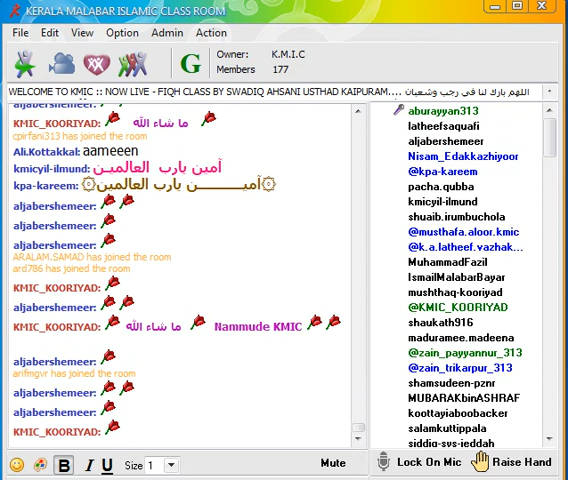 KERALA MALABAR ISLAMIC CLASS ROOM
File Edit View Option Admin Action
G
Owner: K.M.I.C
Members 177
WELCOME TO KMIC :: NOW LIVE - FIQH CLASS BY SWADIQ AHSANI USTHAD KAIPURAM.... اللهم بارك لنا في رجب وشعبان
aljabershemeer:
KMIC_KOORIYAD: ما شاء الله
cpirfani313 has joined the room
Ali.Kottakkal: aameeen
kmicyil-ilmund: آمين يارب العالميـن
kpa-kareem: ۞آميـــــــن يارب العالمين۞
aljabershemeer:
aljabershemeer:
aljabershemeer:
ARALAM.SAMAD has joined the room
ard786 has joined the room
KMIC_KOORIYAD:
aljabershemeer:
KMIC_KOORIYAD: ما شاء الله Nammude KMIC
aljabershemeer:
arifmgvr has joined the room
aljabershemeer:
aljabershemeer:
KMIC_KOORIYAD:
aburayyan313
latheefsaquafi
aljabershemeer
Nisam_Edakkazhiyoor
@kpa-kareem
pacha.qubba
kmicyil-ilmund
shuaib.irumbuchola
@musthafa.aloor.kmic
@k.a.latheef.vazhak...
MuhammadFazil
IsmailMalabarBayar
mushthaq-kooriyad
@KMIC_KOORIYAD
shaukath916
maduramee.madeena
@zain_payyannur_313
@zain_trikarpur_313
shamsudeen-pznr
MUBARAKbinASHRAF
koottayiaboobacker
salamkuttippala
siddiq-sys-jeddah
B I U Size 1 Mute
Lock On Mic Raise Hand